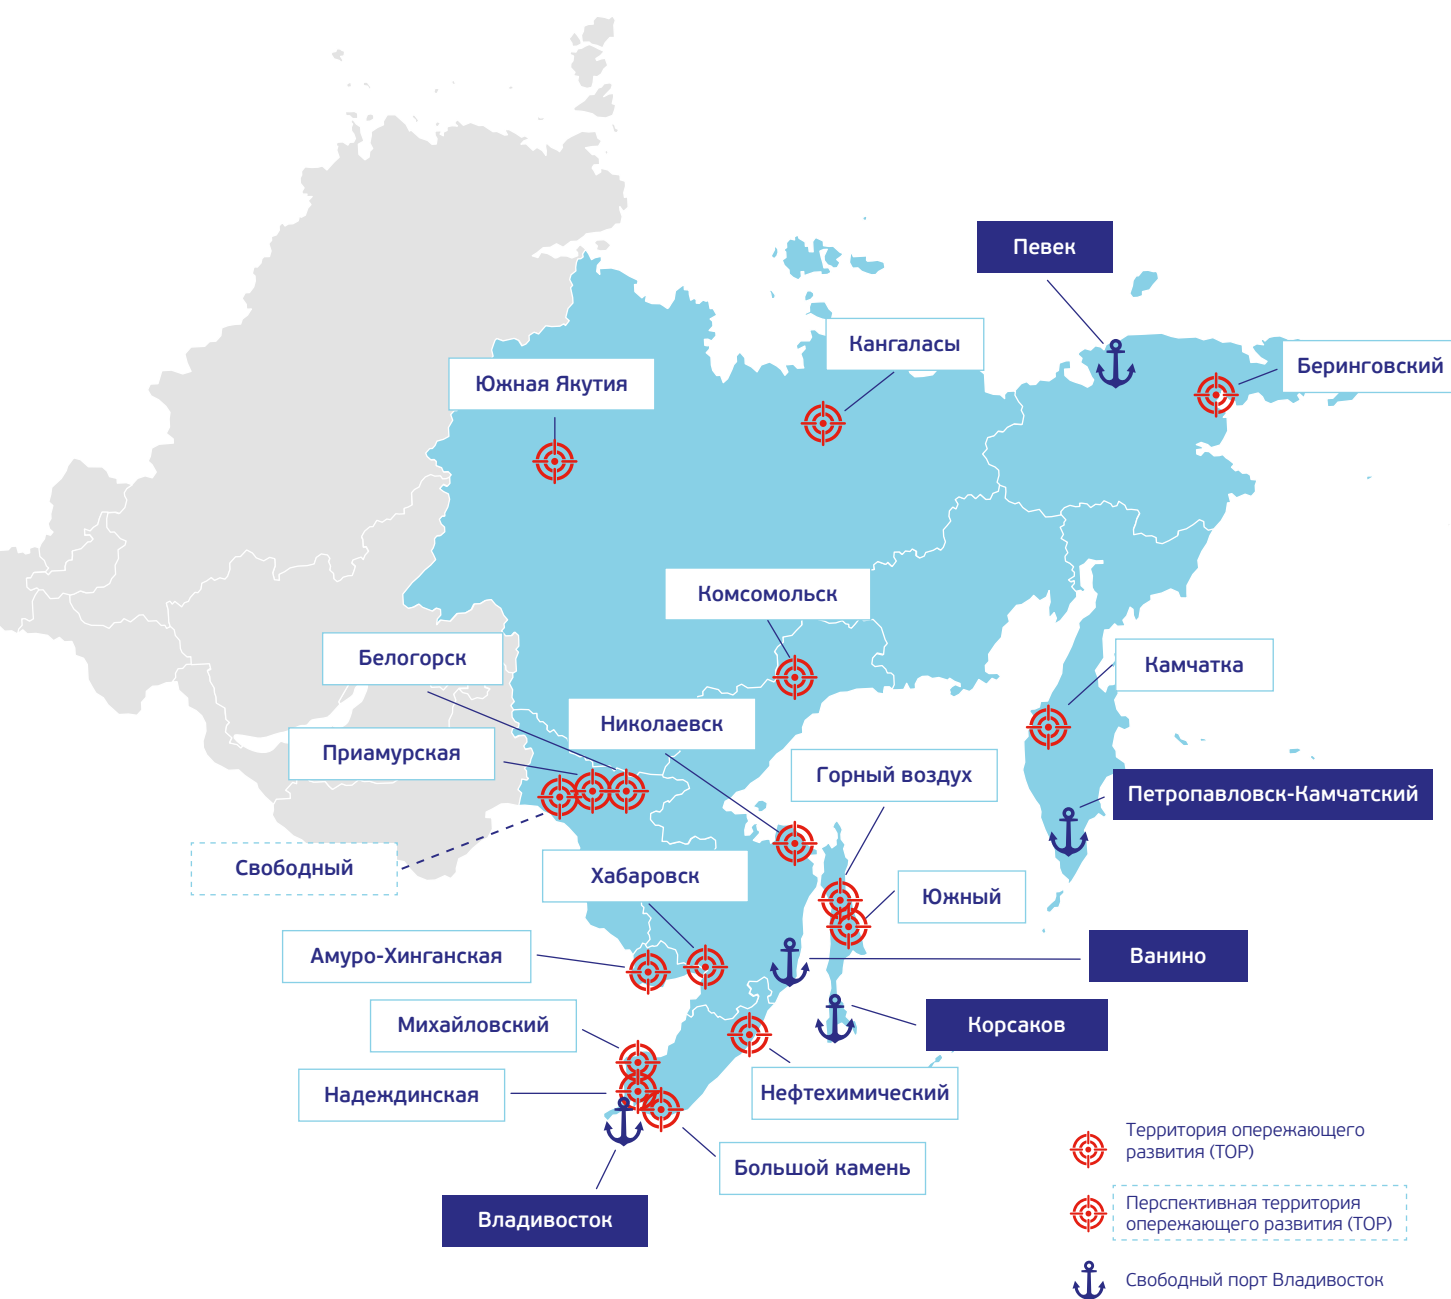 Певек
Кангаласы
Беринговский
Южная Якутия
Комсомольск
Белогорск
Камчатка
Николаевск
Приамурская
Горный воздух
Петропавловск-Камчатский
Свободный
Хабаровск
Южный
Амуро-Хинганская
Ванино
Михайловский
Корсаков
Надеждинская
Нефтехимический
Большой камень
Владивосток
Территория опережающего
развития (ТОР)
Перспективная территория
опережающего развития (ТОР)
Свободный порт Владивосток